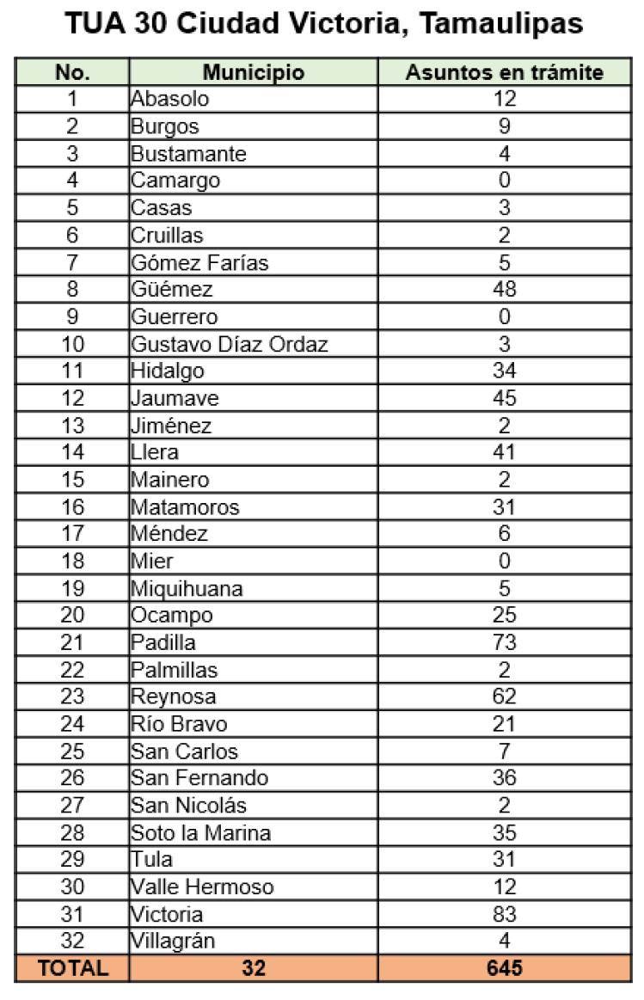 TUA 30 Ciudad Victoria, Tamaulipas
No. Municipio Asuntos en trámite
1 Abasolo 12
2 Burgos 9
3 Bustamante 4
4 Camargo 0
5 Casas 3
6 Cruillas 2
7 Gómez Farías 5
8 Güémez 48
9 Guerrero 0
10 Gustavo Díaz Ordaz 3
11 Hidalgo 34
12 Jaumave 45
13 Jiménez 2
14 Llera 41
15 Mainero 2
16 Matamoros 31
17 Méndez 6
18 Mier 0
19 Miquihuana 5
20 Ocampo 25
21 Padilla 73
22 Palmillas 2
23 Reynosa 62
24 Río Bravo 21
25 San Carlos 7
26 San Fernando 36
27 San Nicolás 2
28 Soto la Marina 35
29 Tula 31
30 Valle Hermoso 12
31 Victoria 83
32 Villagrán 4
TOTAL 32 645